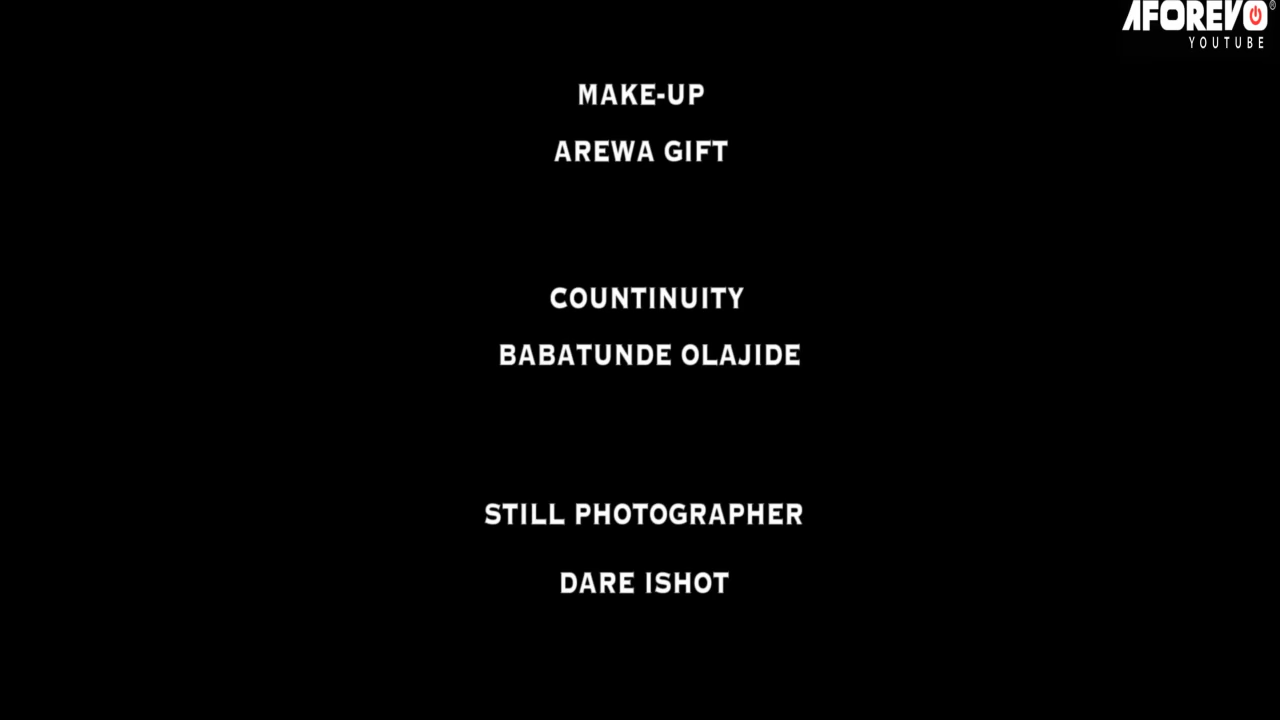 AFOREVO®
YOUTUBE
MAKE-UP
AREWA GIFT
COUNTINUITY
BABATUNDE OLAJIDE
STILL PHOTOGRAPHER
DARE ISHOT